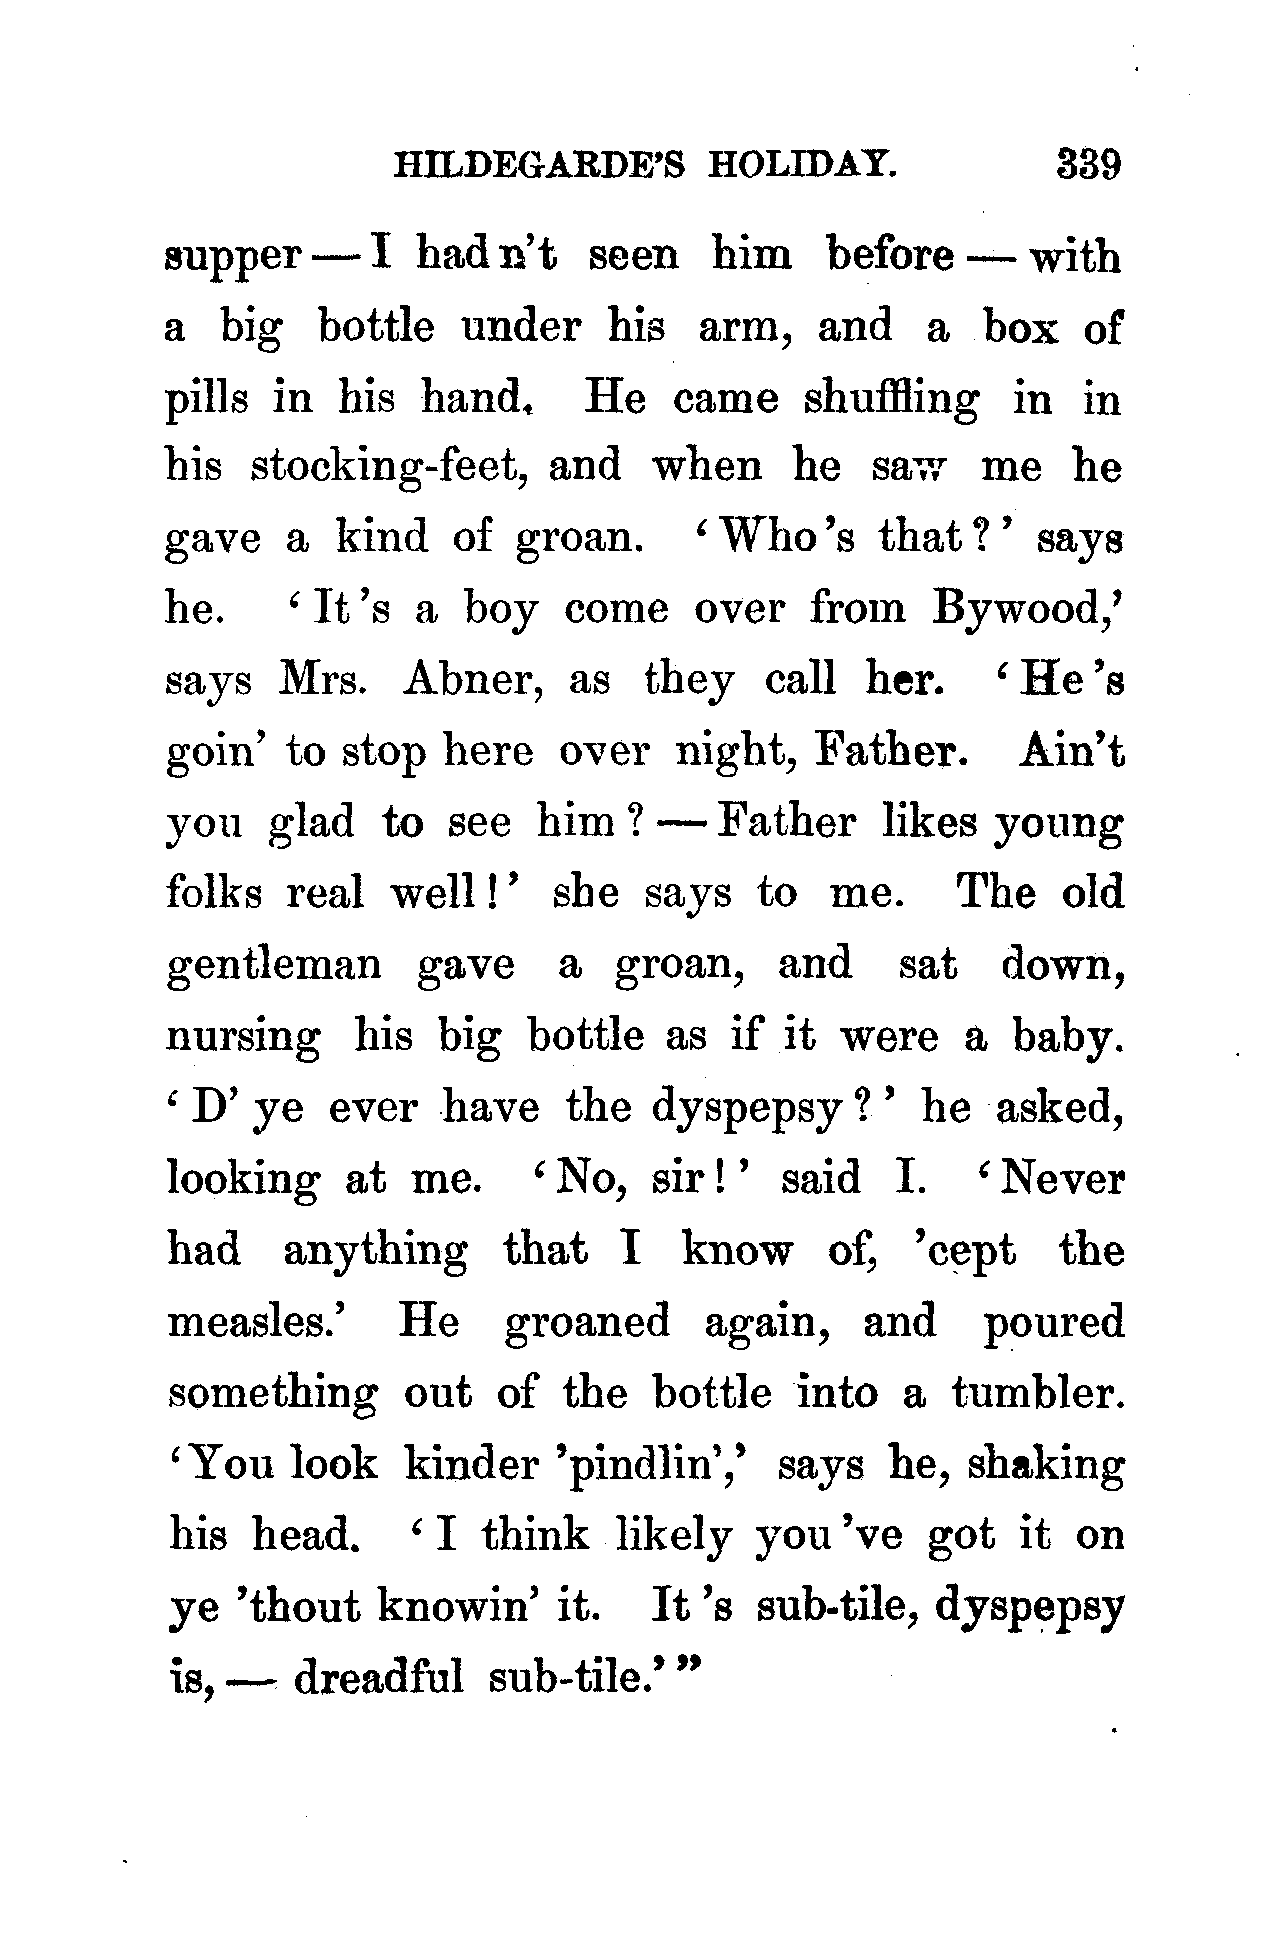 HILDEGARDE'S HOLIDAY. 339
supper — I hadn't seen him before — with
a big bottle under his arm, and a box of
pills in his hand. He came shuffling in in
his stocking-feet, and when he saw me he
gave a kind of groan. ‘Who's that?’ says
he. ‘It's a boy come over from Bywood,’
says Mrs. Abner, as they call her. ‘He's
goin’ to stop here over night, Father. Ain't
you glad to see him? — Father likes young
folks real well!’ she says to me. The old
gentleman gave a groan, and sat down,
nursing his big bottle as if it were a baby.
‘D’ ye ever have the dyspepsy?’ he asked,
looking at me. ‘No, sir!’ said I. ‘Never
had anything that I know of, ’cept the
measles.’ He groaned again, and poured
something out of the bottle into a tumbler.
‘You look kinder ’pindlin’,’ says he, shaking
his head. ‘I think likely you've got it on
ye ’thout knowin’ it. It's sub-tile, dyspepsy
is, — dreadful sub-tile.’”